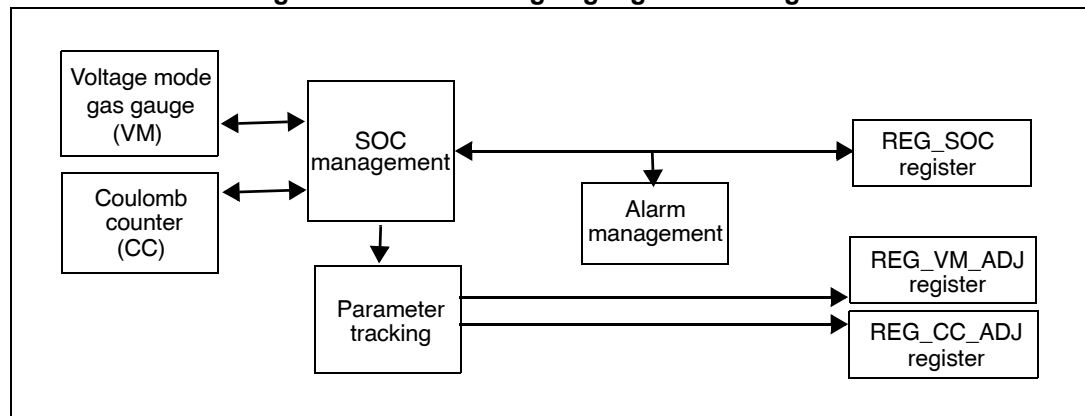 Voltage mode
gas gauge
(VM)
Coulomb
counter
(CC)
SOC
management
Parameter
tracking
Alarm
management
REG_SOC
register
REG_VM_ADJ
register
REG_CC_ADJ
register